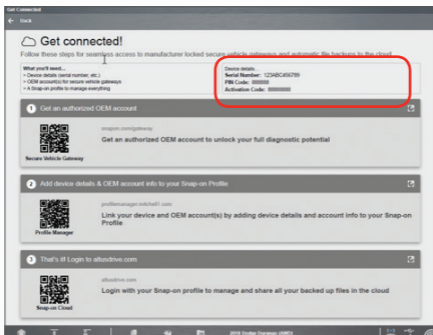 Get Connected
Back
Get connected!
Follow these steps for seamless access to manufacturer locked secure vehicle gateways and automatic file backups to the cloud
What you'll need...
> Device details (serial number, etc.)
> OEM account(s) for secure vehicle gateways
> A Snap-on profile to manage everything
Device details...
Serial Number: 123ABC456789
PIN Code:
Activation Code:
1 Get an authorized OEM account
snapon.com/gateway
Get an authorized OEM account to unlock your full diagnostic potential
Secure Vehicle Gateway
2 Add device details & OEM account info to your Snap-on Profile
profilemanager.mitchell1.com
Link your device and OEM account(s) by adding device details and account info to your Snap-on
Profile
Profile Manager
3 That's it! Login to altusdrive.com
altusdrive.com
Login with your Snap-on profile to manage and share all your backed up files in the cloud
Snap-on Cloud
2019 Dodge Durango (AWD)